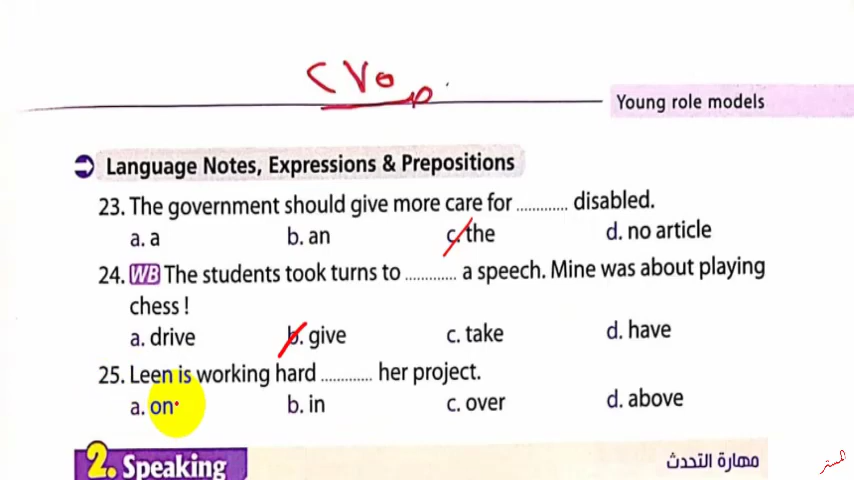 Young role models
Language Notes, Expressions & Prepositions
23. The government should give more care for ............ disabled.
a. a b. an c. the d. no article
24. WB The students took turns to ............ a speech. Mine was about playing
chess !
a. drive b. give c. take d. have
25. Leen is working hard ............ her project.
a. on b. in c. over d. above
2. Speaking مهارة التحدث